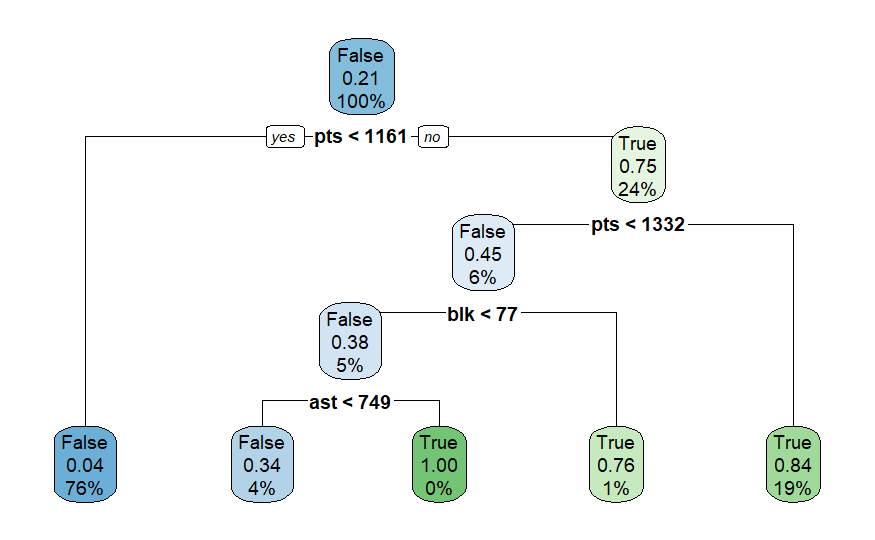 False
0.21
100%
yes pts < 1161 no
True
0.75
24%
pts < 1332
False
0.45
6%
blk < 77
False
0.38
5%
ast < 749
False
0.04
76%
False
0.34
4%
True
1.00
0%
True
0.76
1%
True
0.84
19%